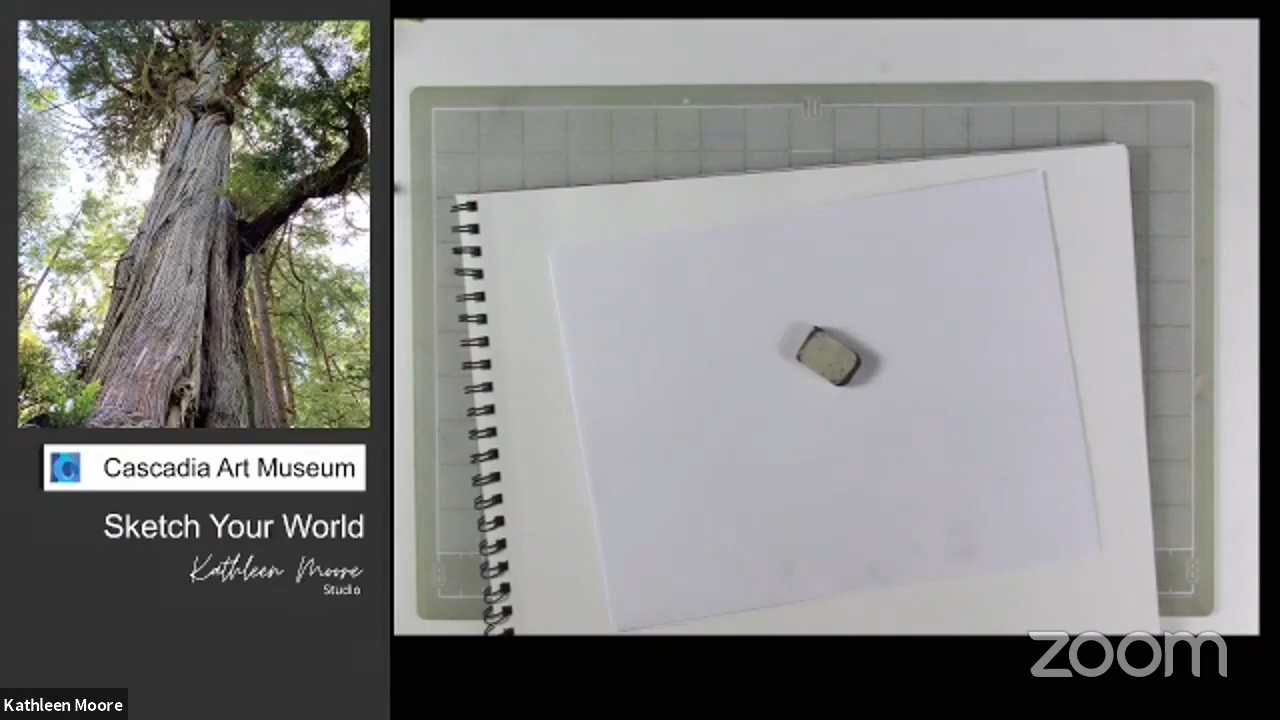 Cascadia Art Museum
Sketch Your World
Kathleen Moore
Studio
zoom
Kathleen Moore